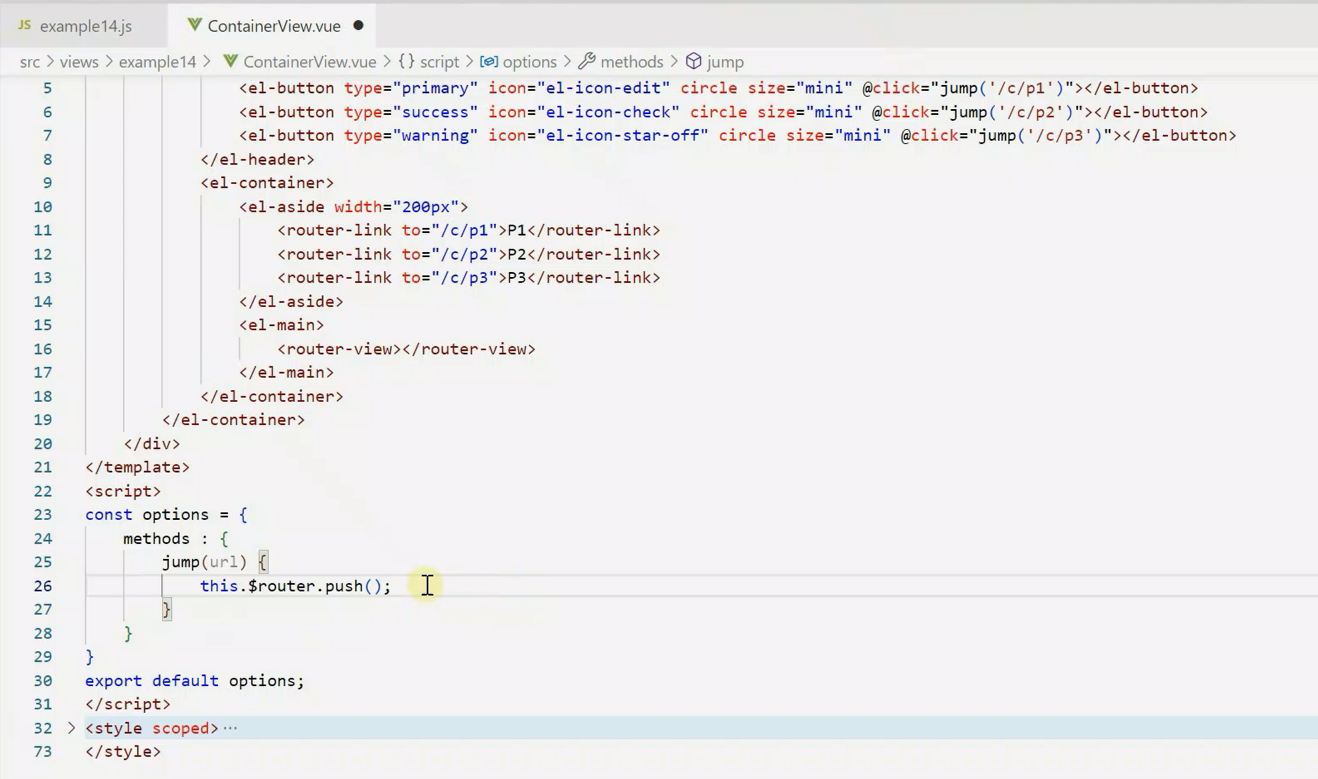 JS example14.js ContainerView.vue
src > views > example14 > ContainerView.vue > {} script > options > methods > jump
5 <el-button type="primary" icon="el-icon-edit" circle size="mini" @click="jump('/c/p1')"></el-button>
6 <el-button type="success" icon="el-icon-check" circle size="mini" @click="jump('/c/p2')"></el-button>
7 <el-button type="warning" icon="el-icon-star-off" circle size="mini" @click="jump('/c/p3')"></el-button>
8 </el-header>
9 <el-container>
10 <el-aside width="200px">
11 <router-link to="/c/p1">P1</router-link>
12 <router-link to="/c/p2">P2</router-link>
13 <router-link to="/c/p3">P3</router-link>
14 </el-aside>
15 <el-main>
16 <router-view></router-view>
17 </el-main>
18 </el-container>
19 </el-container>
20 </div>
21 </template>
22 <script>
23 const options = {
24 methods : {
25 jump(url) {
26 this.$router.push();
27 }
28 }
29 }
30 export default options;
31 </script>
32 > <style scoped>···
73 </style>